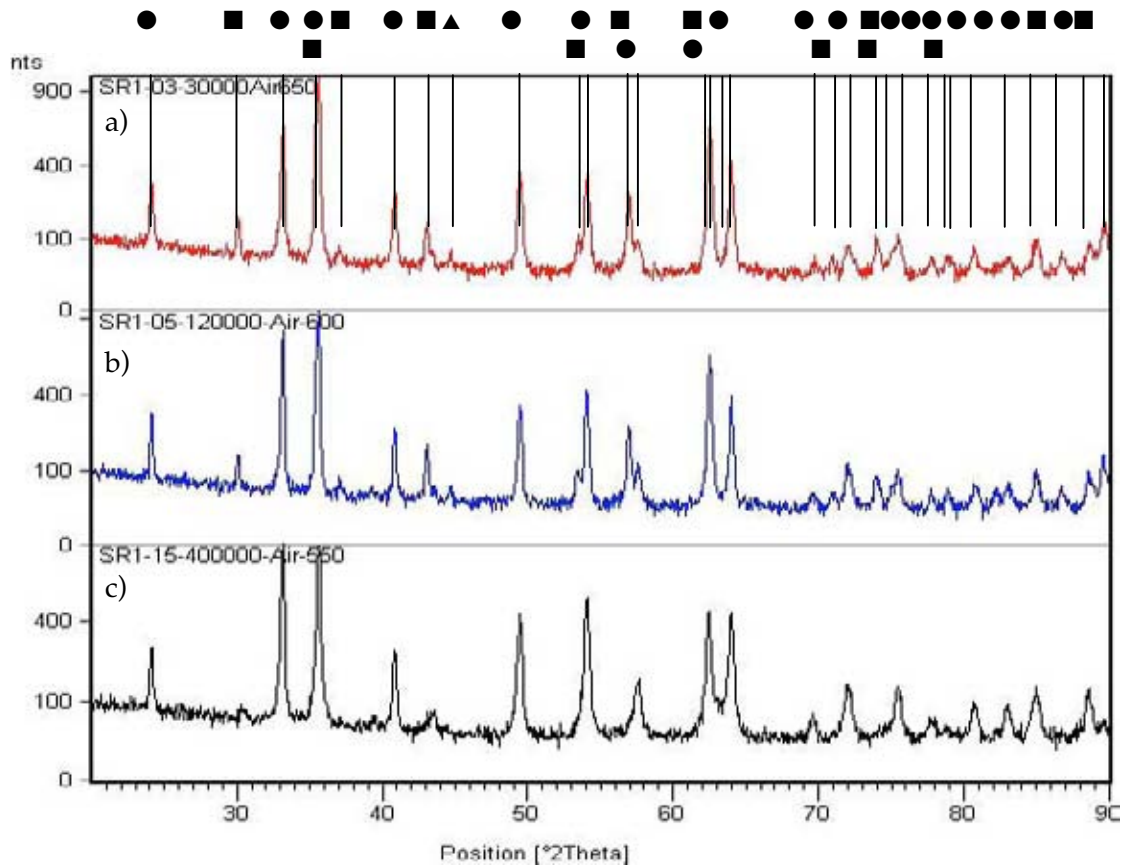 nts
900
SR1-03-30000Air650
a)
400
100
0
SR1-05-120000-Air-600
b)
400
100
0
SR1-15-400000-Air-550
c)
400
100
0
30 40 50 60 70 80 90
Position [°2Theta]